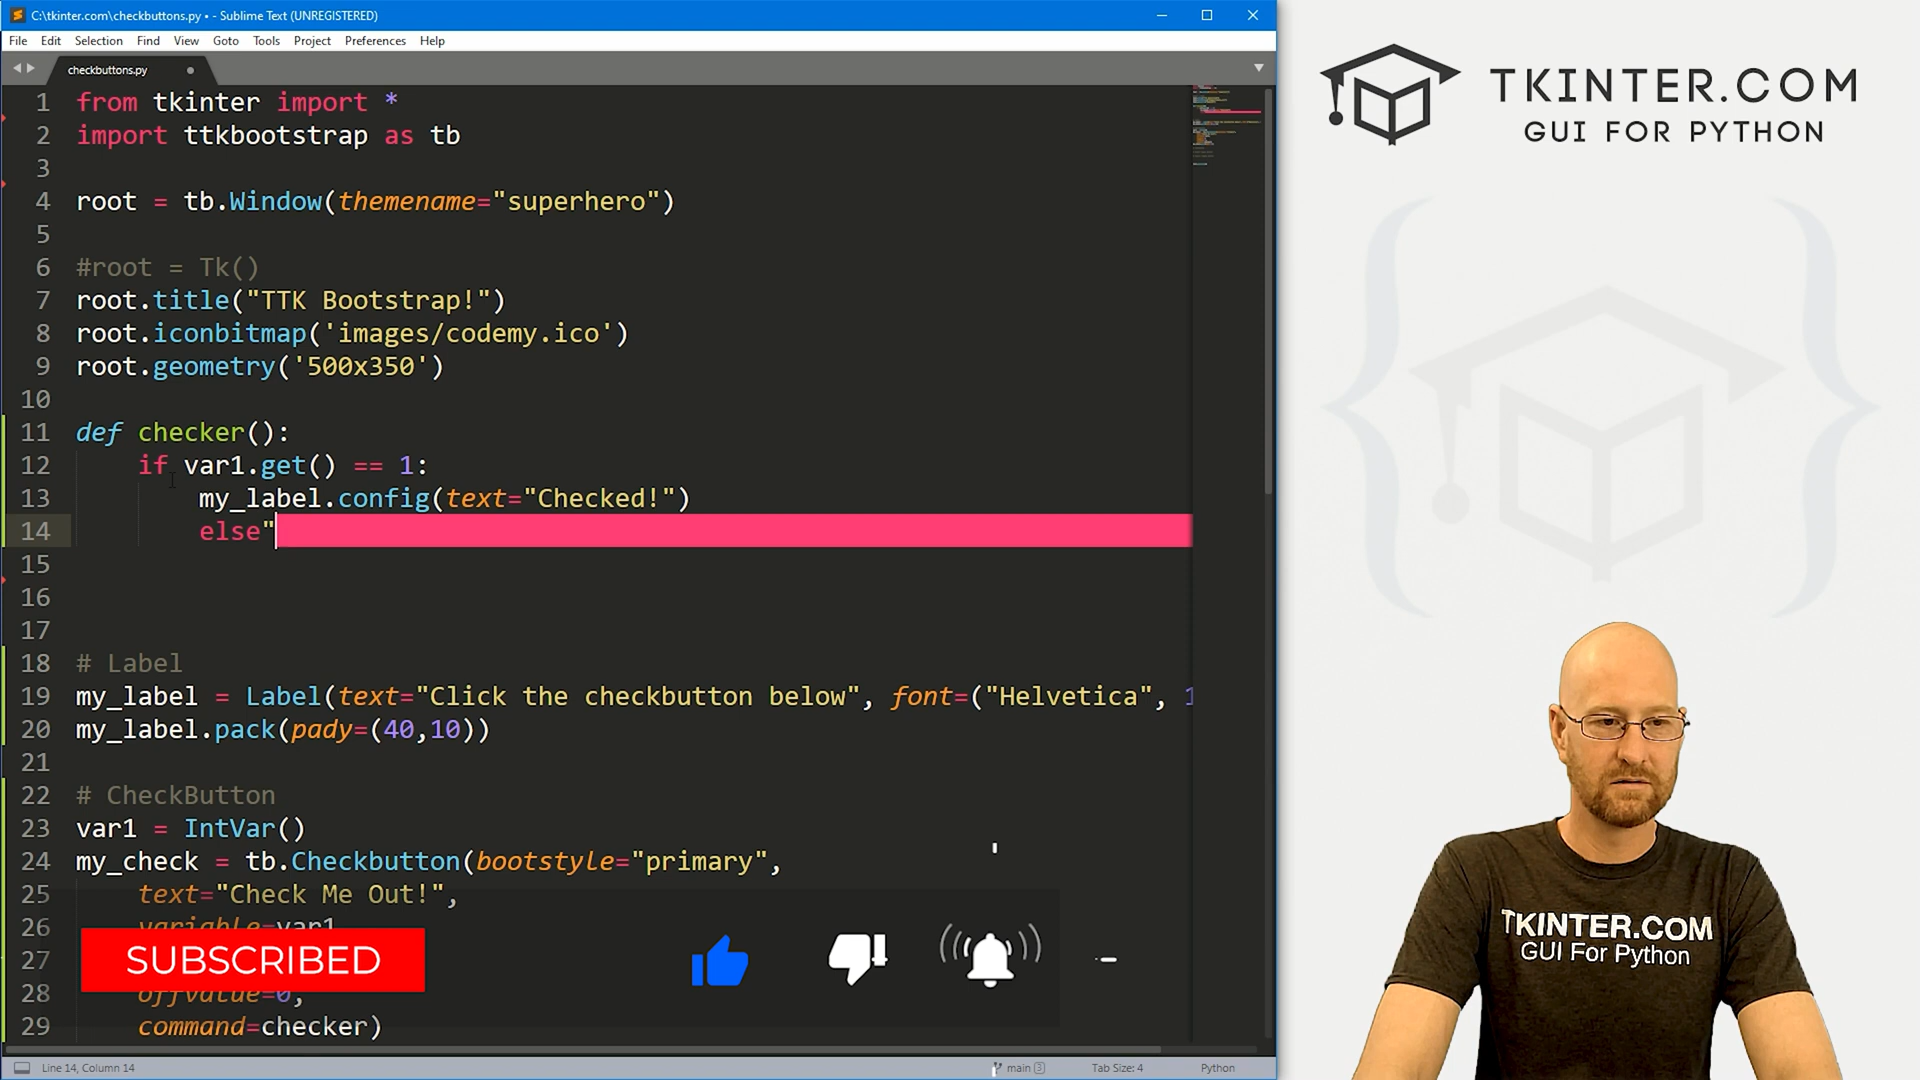 C:\tkinter.com\checkbuttons.py • - Sublime Text (UNREGISTERED)
File Edit Selection Find View Goto Tools Project Preferences Help
checkbuttons.py
1 from tkinter import *
2 import ttkbootstrap as tb
3
4 root = tb.Window(themename="superhero")
5
6 #root = Tk()
7 root.title("TTK Bootstrap!")
8 root.iconbitmap('images/codemy.ico')
9 root.geometry('500x350')
10
11 def checker():
12 if var1.get() == 1:
13 my_label.config(text="Checked!")
14 else"
15
16
17
18 # Label
19 my_label = Label(text="Click the checkbutton below", font=("Helvetica", 1
20 my_label.pack(pady=(40,10))
21
22 # CheckButton
23 var1 = IntVar()
24 my_check = tb.Checkbutton(bootstyle="primary",
25 text="Check Me Out!",
26 variable=var1
27
28 offvalue=0,
29 command=checker)
SUBSCRIBED
Line 14, Column 14
main 3
Tab Size: 4
Python
TKINTER.COM
GUI FOR PYTHON
TKINTER.COM
GUI For Python